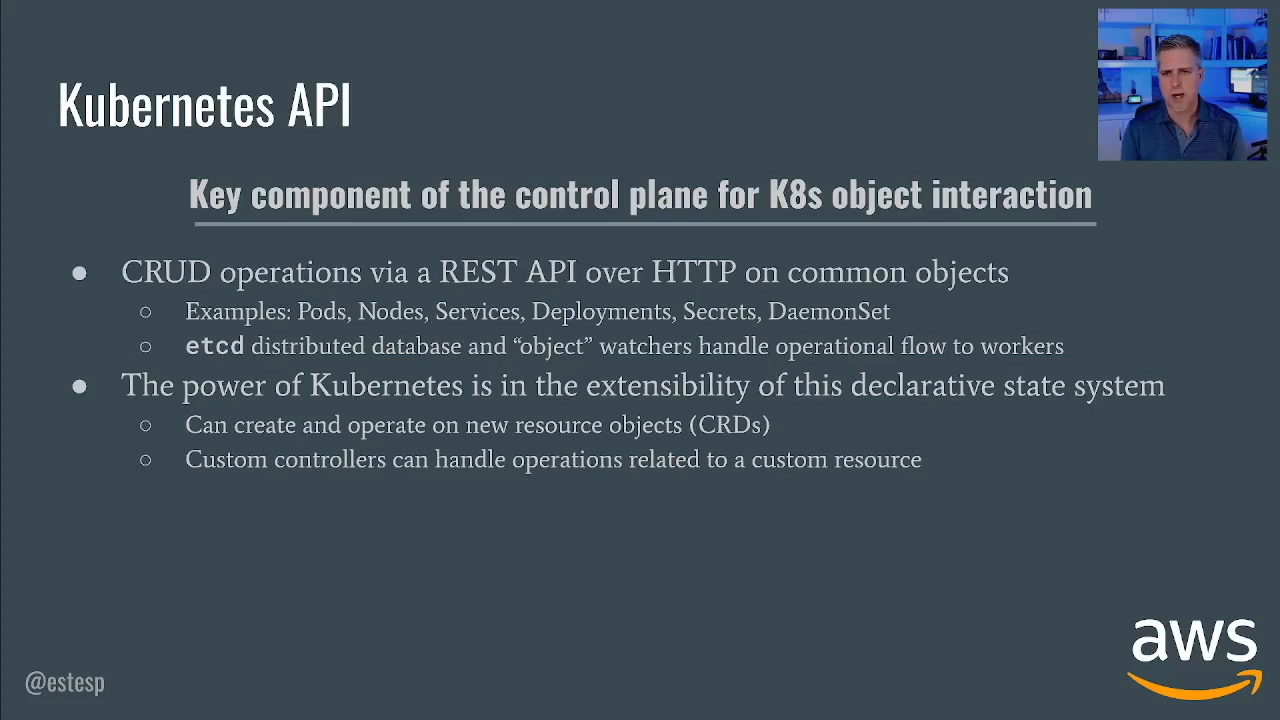 Kubernetes API
Key component of the control plane for K8s object interaction
● CRUD operations via a REST API over HTTP on common objects
○ Examples: Pods, Nodes, Services, Deployments, Secrets, DaemonSet
○ etcd distributed database and “object” watchers handle operational flow to workers
● The power of Kubernetes is in the extensibility of this declarative state system
○ Can create and operate on new resource objects (CRDs)
○ Custom controllers can handle operations related to a custom resource
@estesp
aws